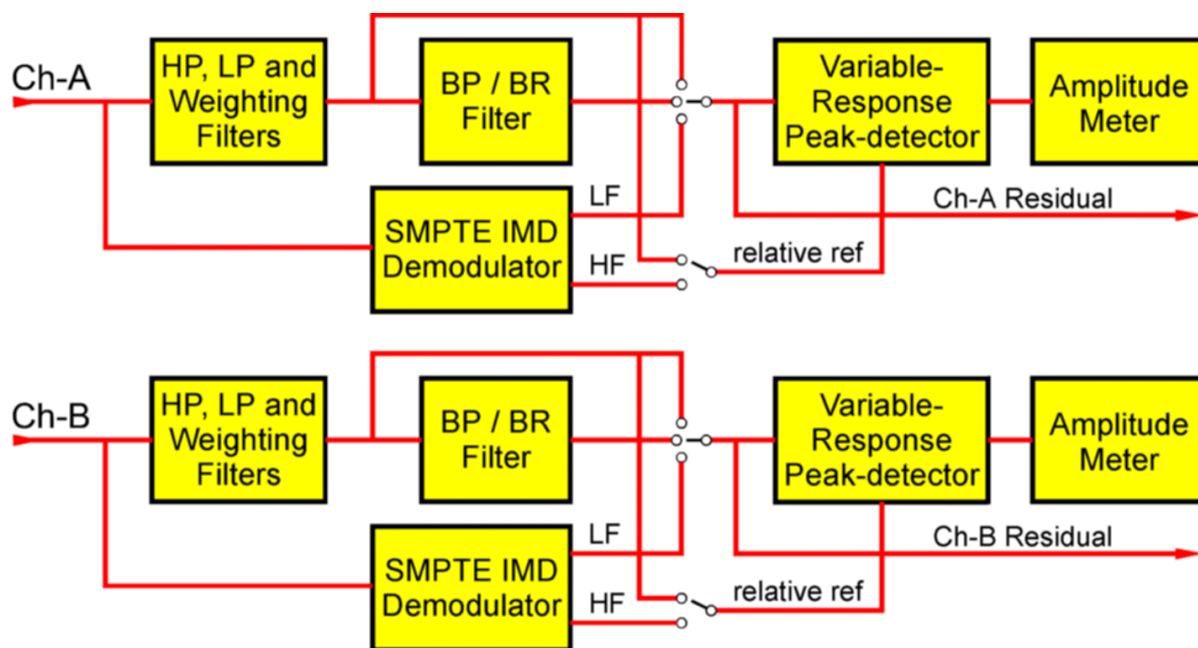 Ch-A
HP, LP and
Weighting
Filters
BP / BR
Filter
Variable-
Response
Peak-detector
Amplitude
Meter
SMPTE IMD
Demodulator
LF
HF
relative ref
Ch-A Residual
Ch-B
HP, LP and
Weighting
Filters
BP / BR
Filter
Variable-
Response
Peak-detector
Amplitude
Meter
SMPTE IMD
Demodulator
LF
HF
relative ref
Ch-B Residual